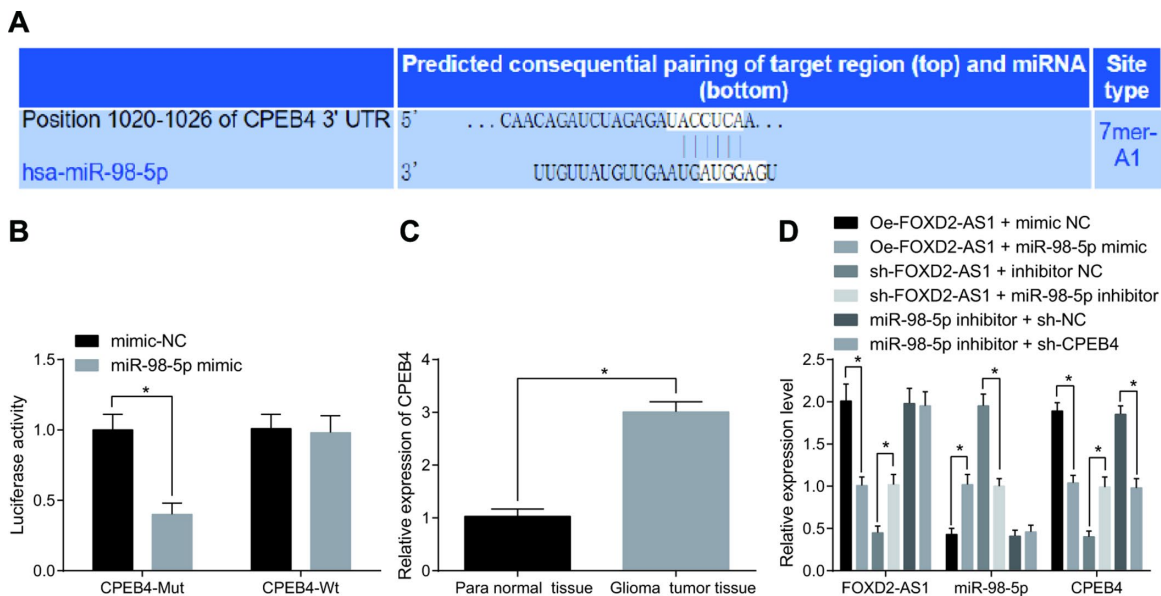 A
Predicted consequential pairing of target region (top) and miRNA
(bottom)
Site
type
Position 1020-1026 of CPEB4 3' UTR
5'
...CAACAGAUCUAGAGAUACCUCAA...
hsa-miR-98-5p
3'
UUGUUAUGUUGAAUGAUGGAGU
7mer-
A1
B
mimic-NC
miR-98-5p mimic
Luciferase activity
1.5
1.0
0.5
0.0
*
CPEB4-Mut
CPEB4-Wt
C
Relative expression of CPEB4
4
3
2
1
0
*
Para normal tissue
Glioma tumor tissue
D
Oe-FOXD2-AS1 + mimic NC
Oe-FOXD2-AS1 + miR-98-5p mimic
sh-FOXD2-AS1 + inhibitor NC
sh-FOXD2-AS1 + miR-98-5p inhibitor
miR-98-5p inhibitor + sh-NC
miR-98-5p inhibitor + sh-CPEB4
Relative expression level
2.5
2.0
1.5
1.0
0.5
0.0
*
*
*
*
*
*
*
FOXD2-AS1
miR-98-5p
CPEB4